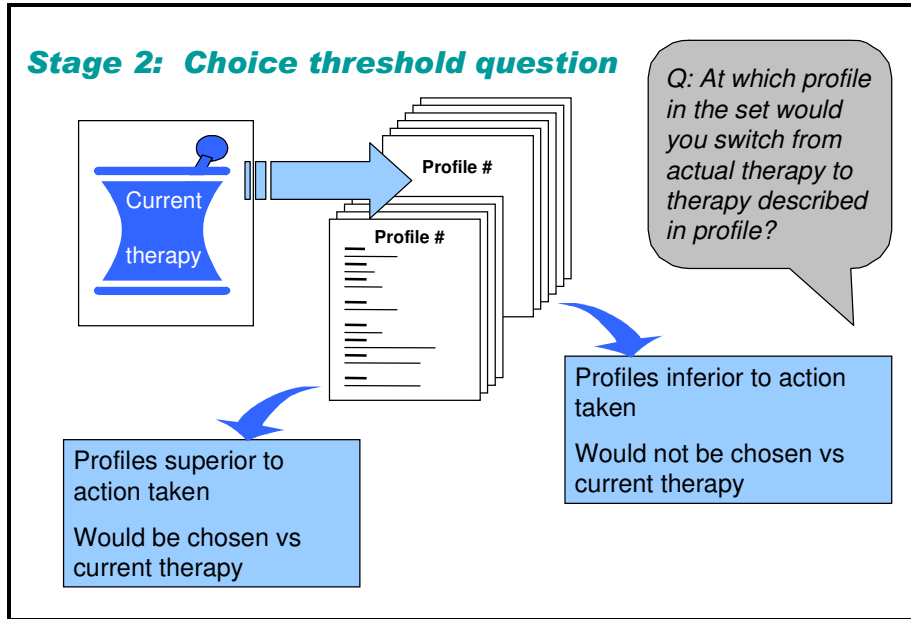 Stage 2: Choice threshold question
Q: At which profile
in the set would
you switch from
actual therapy to
therapy described
in profile?
Current
therapy
Profile #
Profile #
Profiles inferior to action
taken
Would not be chosen vs
current therapy
Profiles superior to
action taken
Would be chosen vs
current therapy